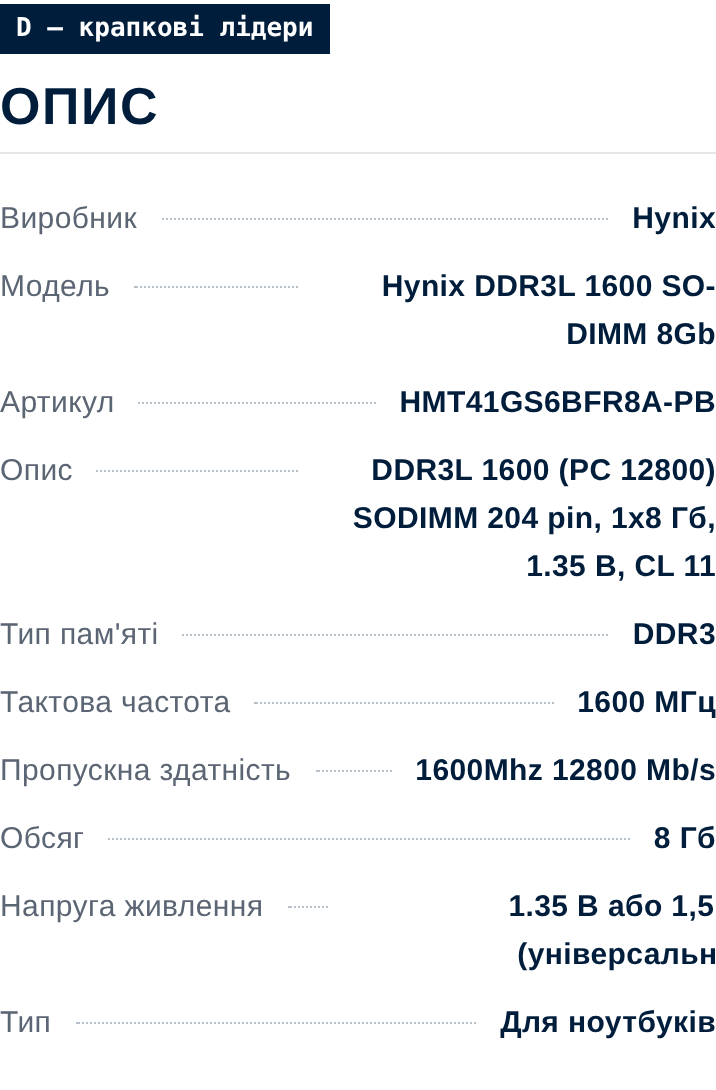 D — крапкові лідери
ОПИС
Виробник Hynix
Модель Hynix DDR3L 1600 SO-
DIMM 8Gb
Артикул HMT41GS6BFR8A-PB
Опис DDR3L 1600 (PC 12800)
SODIMM 204 pin, 1x8 Гб,
1.35 В, CL 11
Тип пам'яті DDR3
Тактова частота 1600 МГц
Пропускна здатність 1600Mhz 12800 Mb/s
Обсяг 8 Гб
Напруга живлення 1.35 В або 1,5
(універсальн
Тип Для ноутбуків